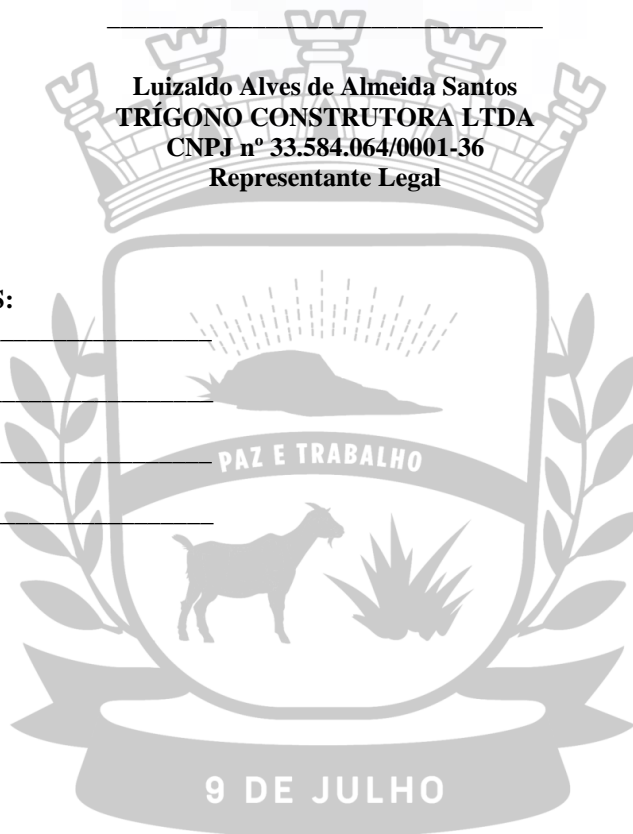 Luizaldo Alves de Almeida Santos
TRÍGONO CONSTRUTORA LTDA
CNPJ nº 33.584.064/0001-36
Representante Legal
S:
PAZ E TRABALHO
9 DE JULHO